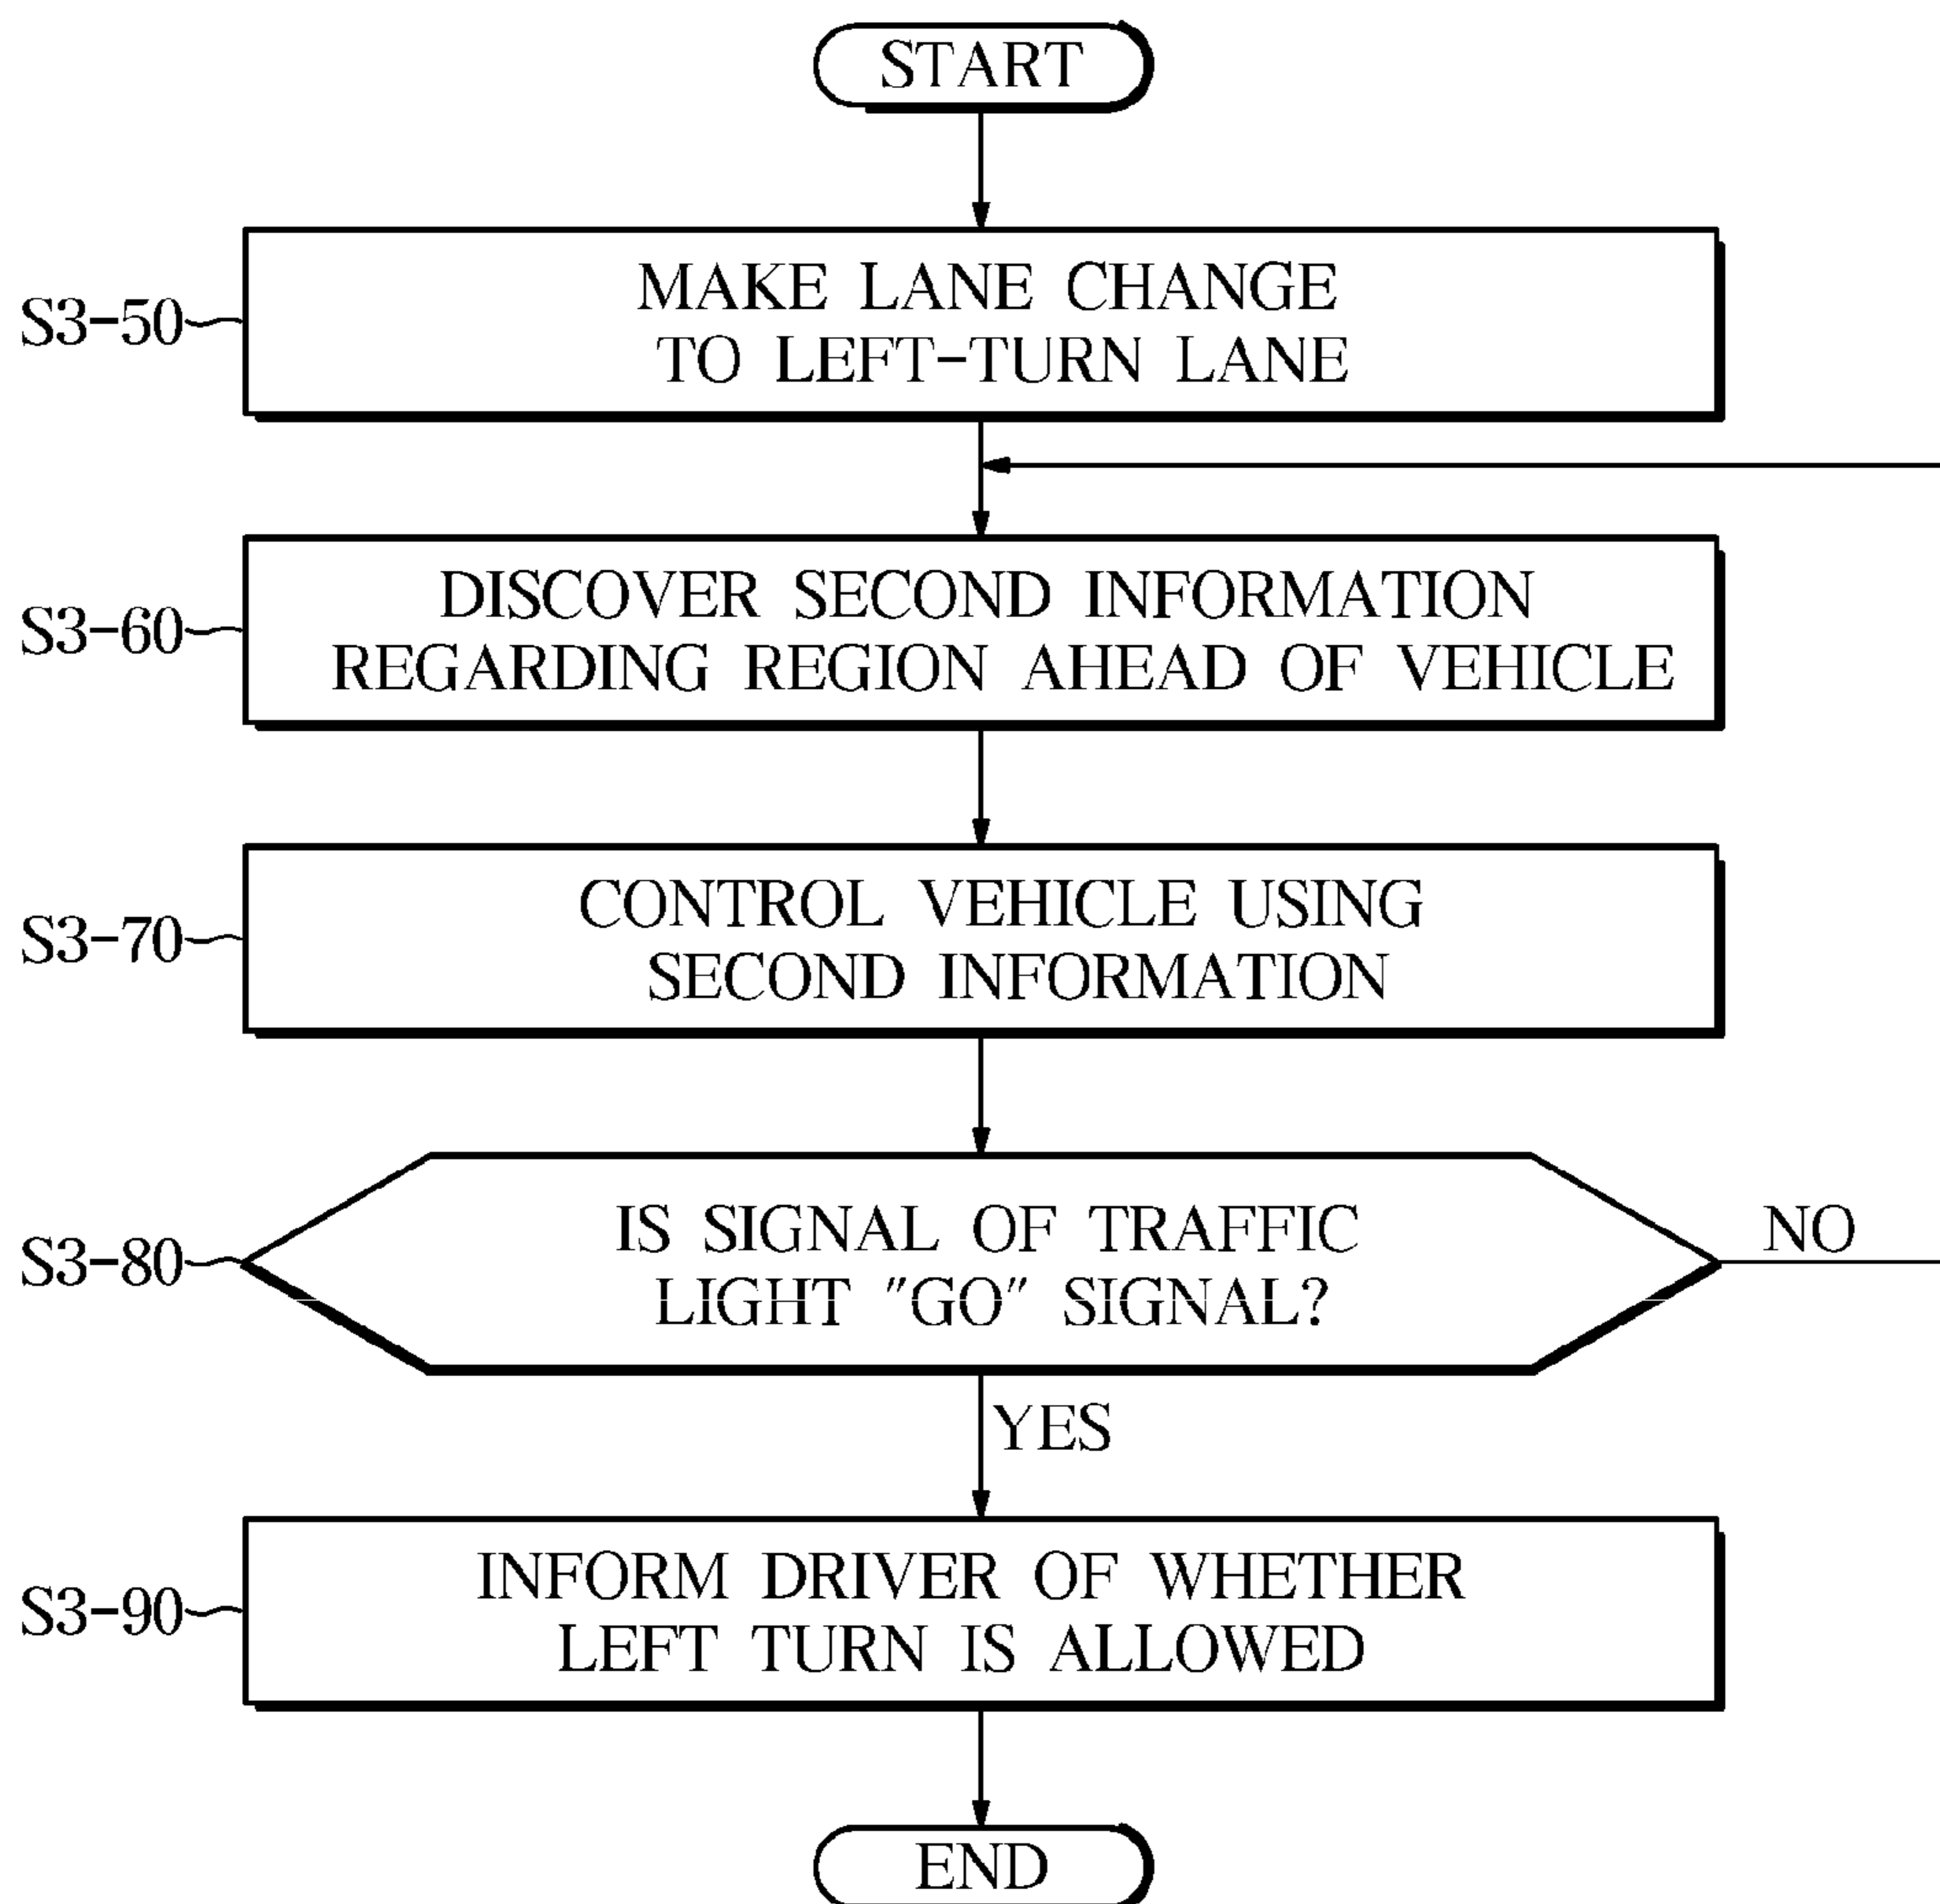 START
S3-50
MAKE LANE CHANGE
TO LEFT-TURN LANE
S3-60
DISCOVER SECOND INFORMATION
REGARDING REGION AHEAD OF VEHICLE
S3-70
CONTROL VEHICLE USING
SECOND INFORMATION
S3-80
IS SIGNAL OF TRAFFIC
LIGHT "GO" SIGNAL?
NO
YES
S3-90
INFORM DRIVER OF WHETHER
LEFT TURN IS ALLOWED
END